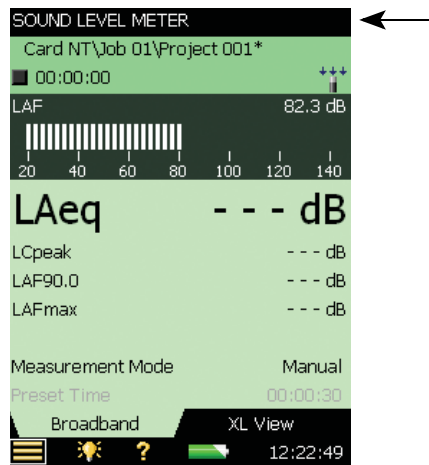 SOUND LEVEL METER
Card NT\Job 01\Project 001*
00:00:00
LAF 82.3 dB
20 40 60 80 100 120 140
LAeq - - - dB
LCpeak - - - dB
LAF90.0 - - - dB
LAFmax - - - dB
Measurement Mode Manual
Preset Time 00:00:30
Broadband XL View
? 12:22:49